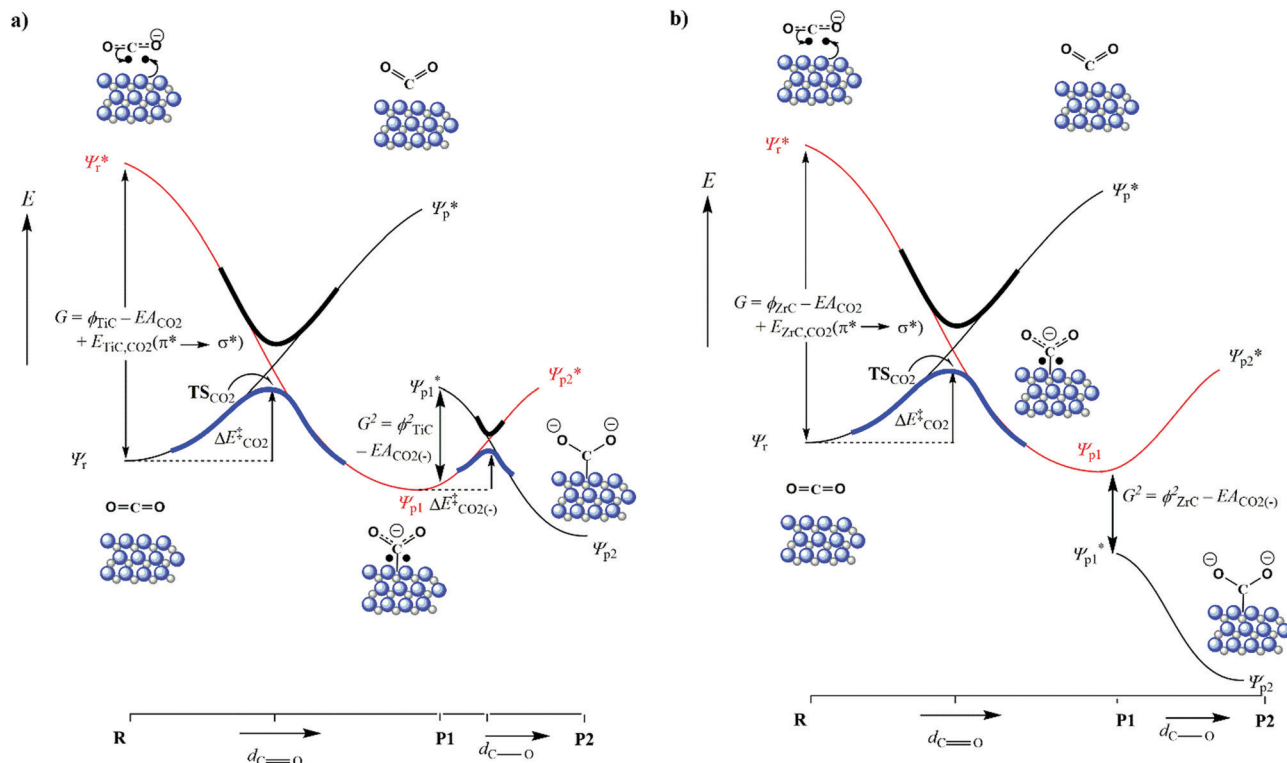 a)
O=C=O
⊖
O C O
Ψr*
E
Ψp*
G = ϕTiC – EACO2
+ ETiC,CO2(π* → σ*)
TSCO2
ΔE‡CO2
Ψr
O=C=O
Ψp1*
G² = ϕ²TiC
– EACO2(-)
Ψp2*
Ψp1
ΔE‡CO2(-)
⊖ ⊖
O O
C
⊖
O O
C
Ψp2
R
P1
P2
dC=O
dC—O
b)
O=C=O
⊖
O C O
Ψr*
E
Ψp*
G = ϕZrC – EACO2
+ EZrC,CO2(π* → σ*)
⊖
O O
C
TSCO2
ΔE‡CO2
Ψr
O=C=O
Ψp2*
Ψp1
G² = ϕ²ZrC – EACO2(-)
Ψp1*
⊖ ⊖
O O
C
Ψp2
R
P1
P2
dC=O
dC—O